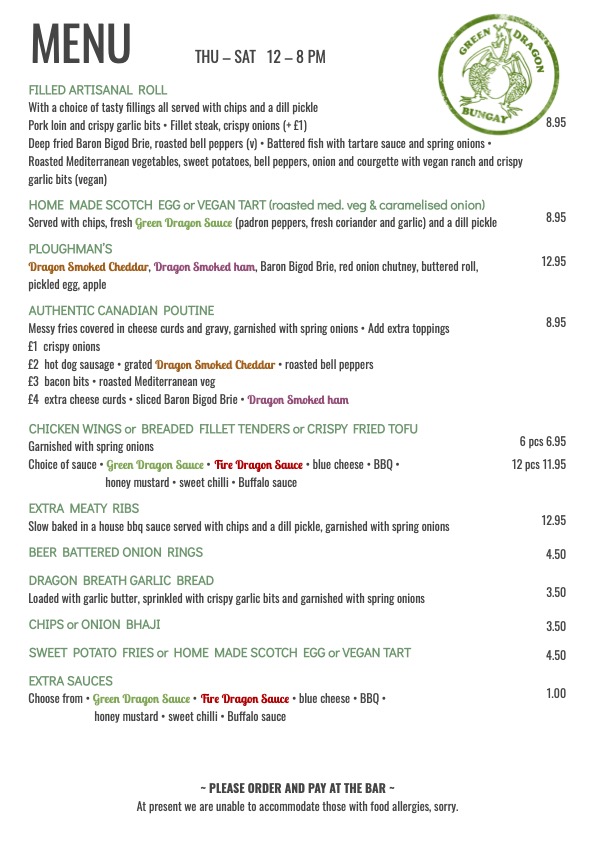 MENU
THU – SAT 12 – 8 PM
GREEN DRAGON
BUNGAY
FILLED ARTISANAL ROLL
With a choice of tasty fillings all served with chips and a dill pickle
Pork loin and crispy garlic bits • Fillet steak, crispy onions (+ £1) 8.95
Deep fried Baron Bigod Brie, roasted bell peppers (v) • Battered fish with tartare sauce and spring onions •
Roasted Mediterranean vegetables, sweet potatoes, bell peppers, onion and courgette with vegan ranch and crispy
garlic bits (vegan)
HOME MADE SCOTCH EGG or VEGAN TART (roasted med. veg & caramelised onion)
Served with chips, fresh Green Dragon Sauce (padron peppers, fresh coriander and garlic) and a dill pickle 8.95
PLOUGHMAN'S
Dragon Smoked Cheddar, Dragon Smoked ham, Baron Bigod Brie, red onion chutney, buttered roll, 12.95
pickled egg, apple
AUTHENTIC CANADIAN POUTINE
Messy fries covered in cheese curds and gravy, garnished with spring onions • Add extra toppings 8.95
£1 crispy onions
£2 hot dog sausage • grated Dragon Smoked Cheddar • roasted bell peppers
£3 bacon bits • roasted Mediterranean veg
£4 extra cheese curds • sliced Baron Bigod Brie • Dragon Smoked ham
CHICKEN WINGS or BREADED FILLET TENDERS or CRISPY FRIED TOFU
Garnished with spring onions 6 pcs 6.95
Choice of sauce • Green Dragon Sauce • Fire Dragon Sauce • blue cheese • BBQ • 12 pcs 11.95
honey mustard • sweet chilli • Buffalo sauce
EXTRA MEATY RIBS
Slow baked in a house bbq sauce served with chips and a dill pickle, garnished with spring onions 12.95
BEER BATTERED ONION RINGS 4.50
DRAGON BREATH GARLIC BREAD
Loaded with garlic butter, sprinkled with crispy garlic bits and garnished with spring onions 3.50
CHIPS or ONION BHAJI 3.50
SWEET POTATO FRIES or HOME MADE SCOTCH EGG or VEGAN TART 4.50
EXTRA SAUCES
Choose from • Green Dragon Sauce • Fire Dragon Sauce • blue cheese • BBQ • 1.00
honey mustard • sweet chilli • Buffalo sauce
~ PLEASE ORDER AND PAY AT THE BAR ~
At present we are unable to accommodate those with food allergies, sorry.